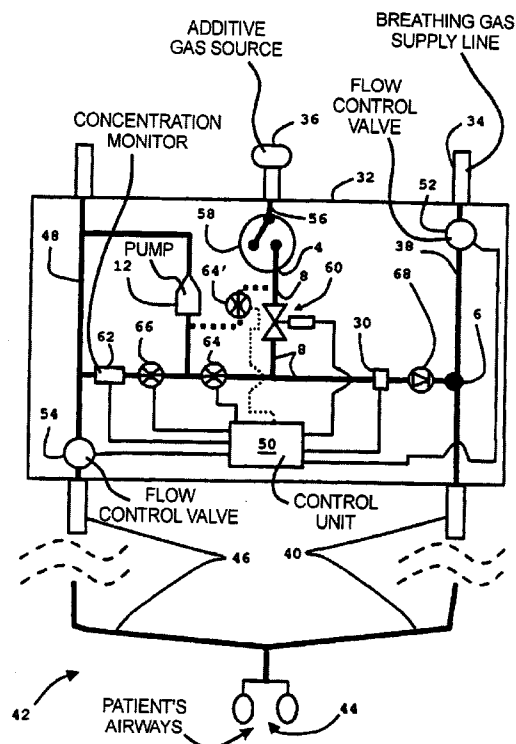 ADDITIVE
GAS SOURCE
BREATHING GAS
SUPPLY LINE
FLOW
CONTROL
VALVE
CONCENTRATION
MONITOR
36
34
32
52
56
58
4
38
48
PUMP
12
64'
8
60
62
66
64
8
30
68
6
54
50
FLOW
CONTROL VALVE
CONTROL
UNIT
46
40
42
PATIENT'S
AIRWAYS
44